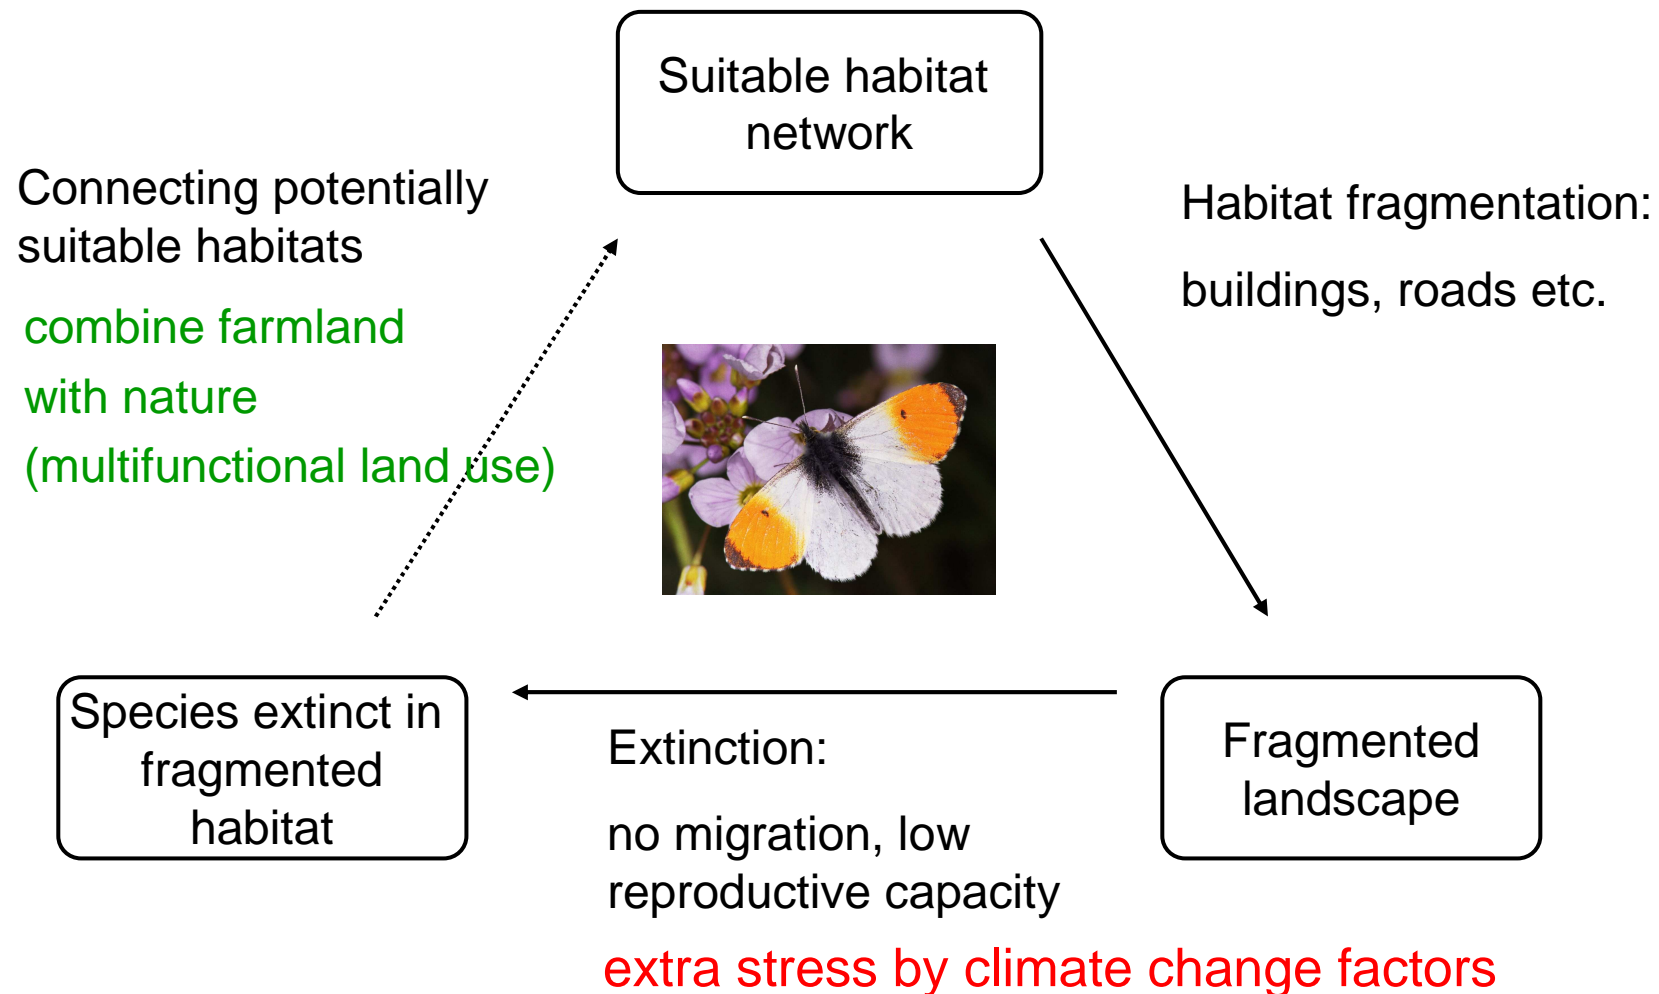 Suitable habitat
network
Connecting potentially
suitable habitats
combine farmland
with nature
(multifunctional land use)
Habitat fragmentation:
buildings, roads etc.
Species extinct in
fragmented
habitat
Extinction:
no migration, low
reproductive capacity
extra stress by climate change factors
Fragmented
landscape